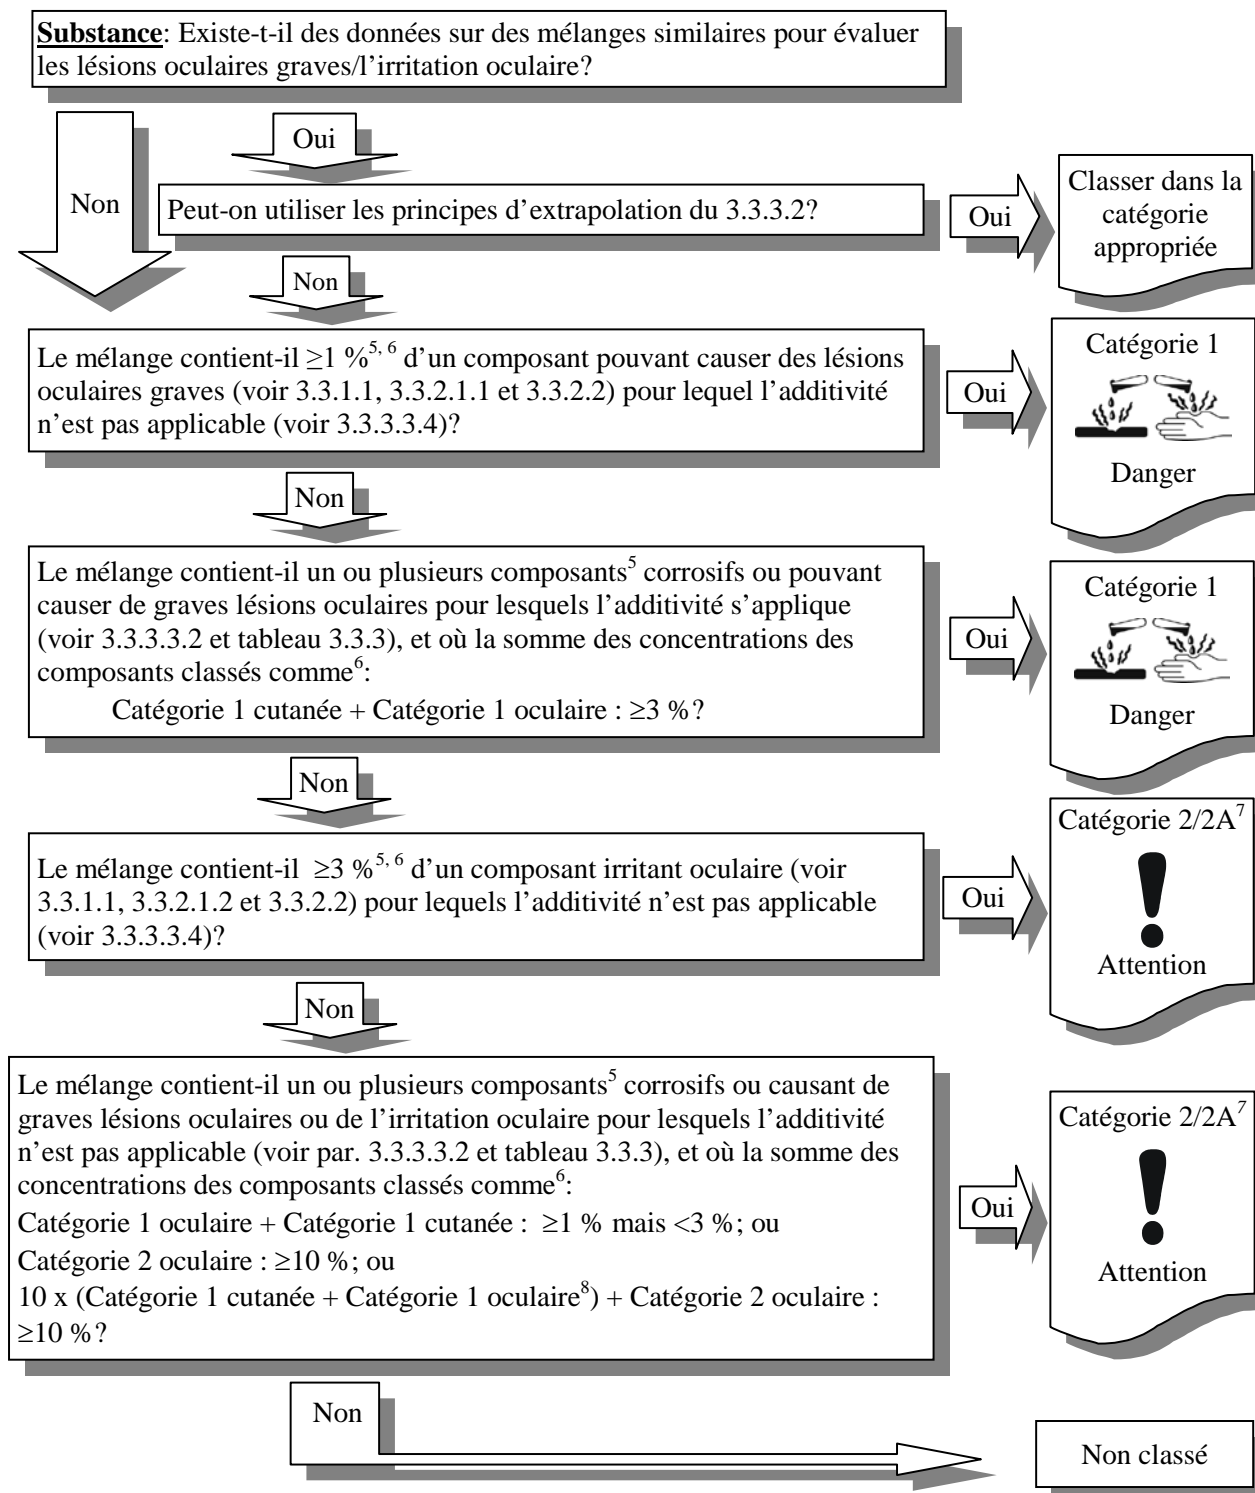 Substance: Existe-t-il des données sur des mélanges similaires pour évaluer
les lésions oculaires graves/l’irritation oculaire?
Non
Oui
Peut-on utiliser les principes d’extrapolation du 3.3.3.2?
Oui
Classer dans la
catégorie
appropriée
Non
Le mélange contient-il ≥1 %5, 6 d’un composant pouvant causer des lésions
oculaires graves (voir 3.3.1.1, 3.3.2.1.1 et 3.3.2.2) pour lequel l’additivité
n’est pas applicable (voir 3.3.3.3.4)?
Oui
Catégorie 1
Danger
Non
Le mélange contient-il un ou plusieurs composants5 corrosifs ou pouvant
causer de graves lésions oculaires pour lesquels l’additivité s’applique
(voir 3.3.3.3.2 et tableau 3.3.3), et où la somme des concentrations des
composants classés comme6:
Catégorie 1 cutanée + Catégorie 1 oculaire : ≥3 %?
Oui
Catégorie 1
Danger
Non
Le mélange contient-il ≥3 %5, 6 d’un composant irritant oculaire (voir
3.3.1.1, 3.3.2.1.2 et 3.3.2.2) pour lequels l’additivité n’est pas applicable
(voir 3.3.3.3.4)?
Oui
Catégorie 2/2A7
Attention
Non
Le mélange contient-il un ou plusieurs composants5 corrosifs ou causant de
graves lésions oculaires ou de l’irritation oculaire pour lesquels l’additivité
n’est pas applicable (voir par. 3.3.3.3.2 et tableau 3.3.3), et où la somme des
concentrations des composants classés comme6:
Catégorie 1 oculaire + Catégorie 1 cutanée : ≥1 % mais <3 %; ou
Catégorie 2 oculaire : ≥10 %; ou
10 x (Catégorie 1 cutanée + Catégorie 1 oculaire8) + Catégorie 2 oculaire :
≥10 %?
Oui
Catégorie 2/2A7
Attention
Non
Non classé